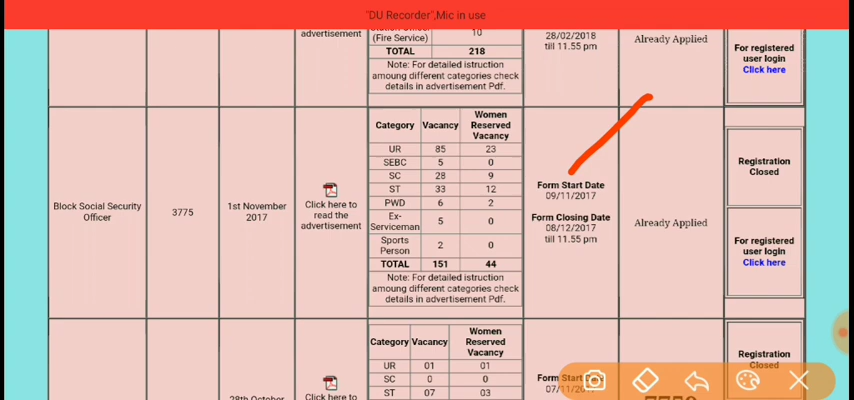 "DU Recorder",Mic in use
advertisement
(Fire Service)
10
TOTAL 218
Note: For detailed istruction
amoung different categories check
details in advertisement Pdf.
28/02/2018
till 11.55 pm
Already Applied
For registered
user login
Click here
Block Social Security
Officer
3775
1st November
2017
Click here to
read the
advertisement
Category Vacancy Women
Reserved
Vacancy
UR 85 23
SEBC 5 0
SC 28 9
ST 33 12
PWD 6 2
Ex-
Serviceman 5 0
Sports
Person 2 0
TOTAL 151 44
Note: For detailed istruction
amoung different categories check
details in advertisement Pdf.
Form Start Date
09/11/2017
Form Closing Date
08/12/2017
till 11.55 pm
Already Applied
Registration
Closed
For registered
user login
Click here
28th October
Click here to
Category Vacancy Women
Reserved
Vacancy
UR 01 01
SC 0 0
ST 07 03
Form Start
07/11/
Registration
Closed